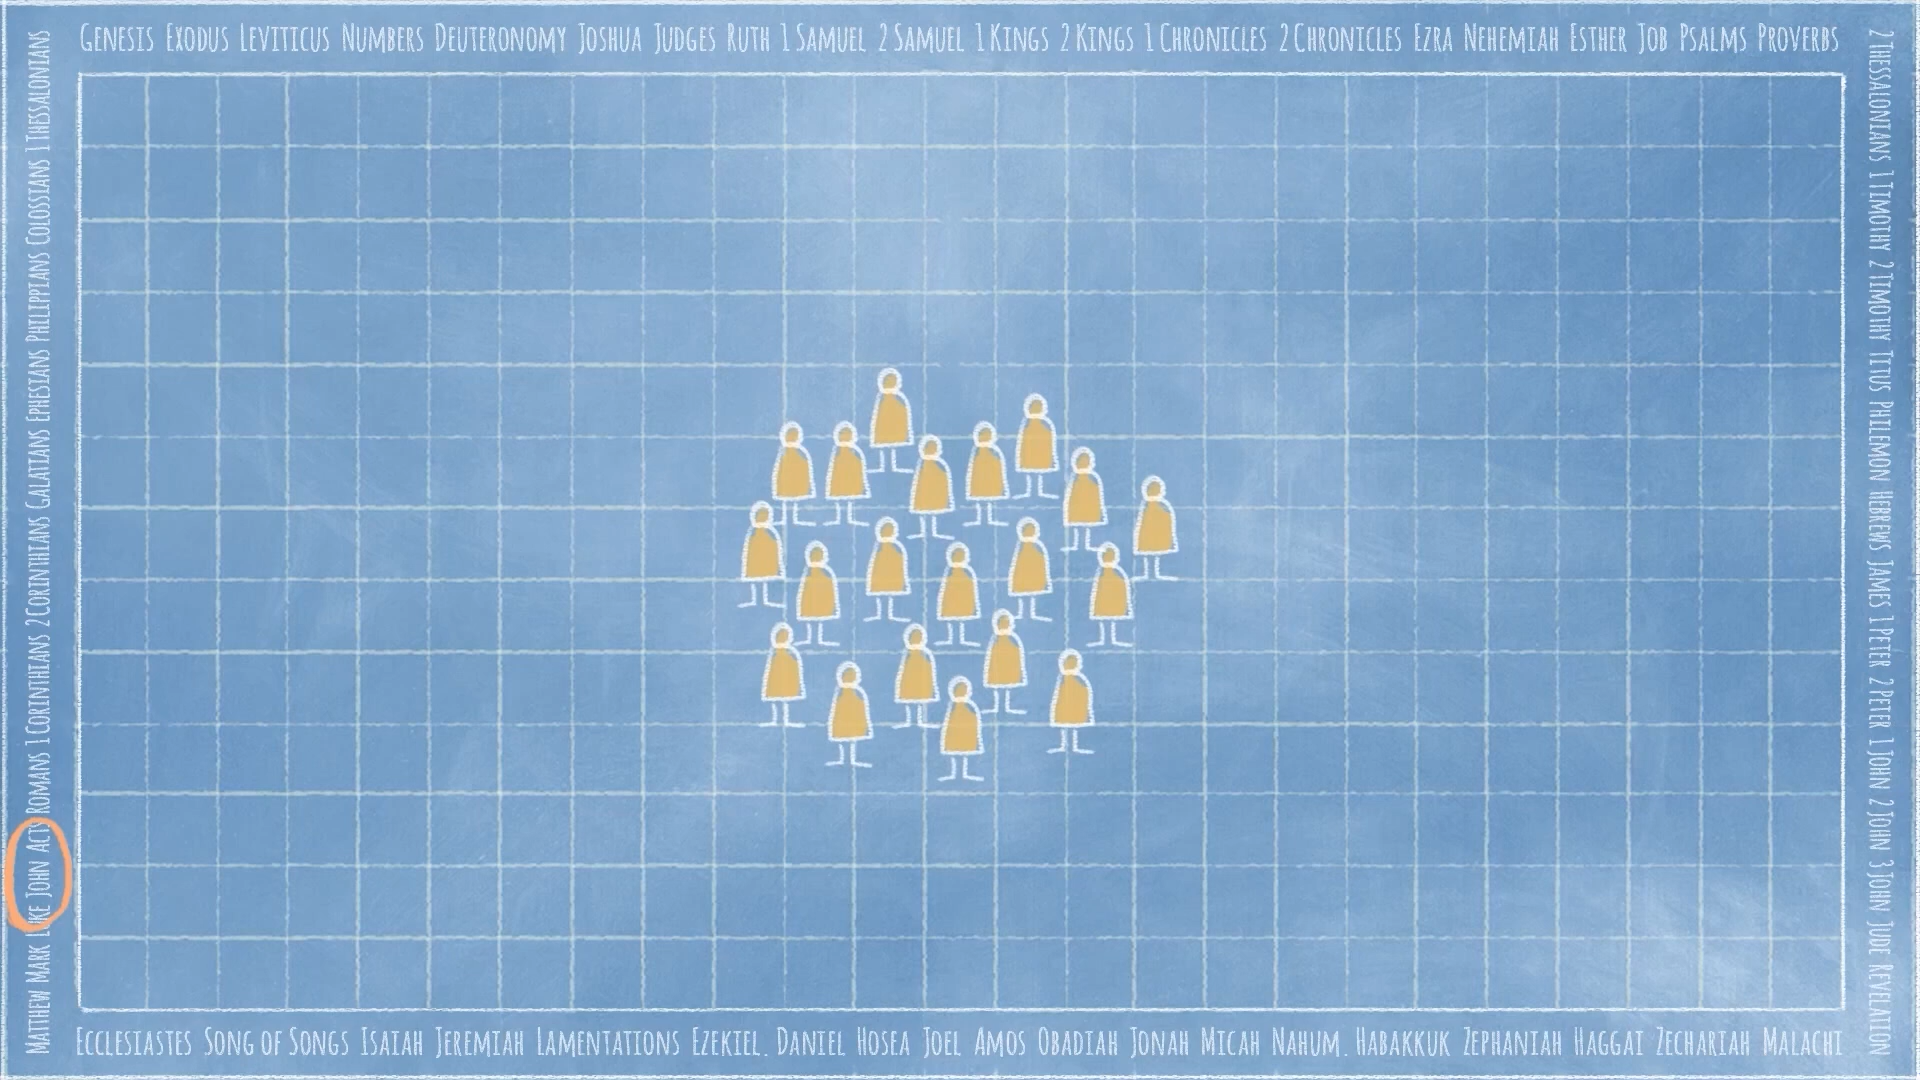 Genesis Exodus Leviticus Numbers Deuteronomy Joshua Judges Ruth 1 Samuel 2 Samuel 1 Kings 2 Kings 1 Chronicles 2 Chronicles Ezra Nehemiah Esther Job Psalms Proverbs
Ecclesiastes Song of Songs Isaiah Jeremiah Lamentations Ezekiel. Daniel Hosea Joel Amos Obadiah Jonah Micah Nahum. Habakkuk Zephaniah Haggai Zechariah Malachi
Matthew Mark Luke John Acts Romans 1 Corinthians 2 Corinthians Galatians Ephesians Philippians Colossians 1 Thessalonians
2 Thessalonians 1 Timothy 2 Timothy Titus Philemon Hebrews James 1 Peter 2 Peter 1 John 2 John 3 John Jude Revelation